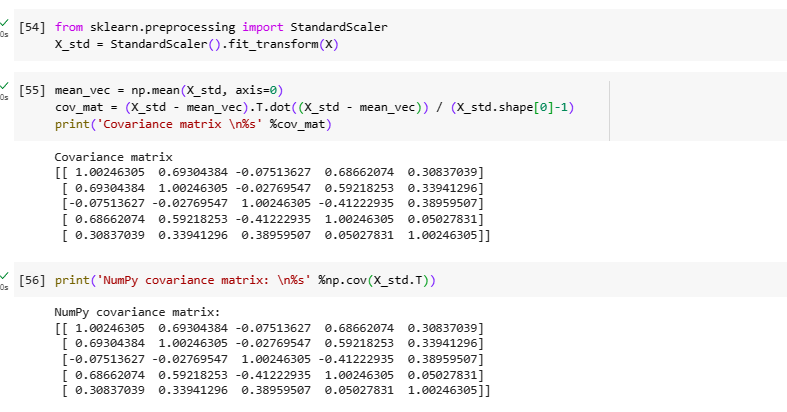 [54] from sklearn.preprocessing import StandardScaler
0s
X_std = StandardScaler().fit_transform(X)
[55] mean_vec = np.mean(X_std, axis=0)
0s
cov_mat = (X_std - mean_vec).T.dot((X_std - mean_vec)) / (X_std.shape[0]-1)
print('Covariance matrix \n%s' %cov_mat)
Covariance matrix
[[ 1.00246305  0.69304384 -0.07513627  0.68662074  0.30837039]
[ 0.69304384  1.00246305 -0.02769547  0.59218253  0.33941296]
[-0.07513627 -0.02769547  1.00246305 -0.41222935  0.38959507]
[ 0.68662074  0.59218253 -0.41222935  1.00246305  0.05027831]
[ 0.30837039  0.33941296  0.38959507  0.05027831  1.00246305]]
[56] print('NumPy covariance matrix: \n%s' %np.cov(X_std.T))
0s
NumPy covariance matrix:
[[ 1.00246305  0.69304384 -0.07513627  0.68662074  0.30837039]
[ 0.69304384  1.00246305 -0.02769547  0.59218253  0.33941296]
[-0.07513627 -0.02769547  1.00246305 -0.41222935  0.38959507]
[ 0.68662074  0.59218253 -0.41222935  1.00246305  0.05027831]
[ 0.30837039  0.33941296  0.38959507  0.05027831  1.00246305]]